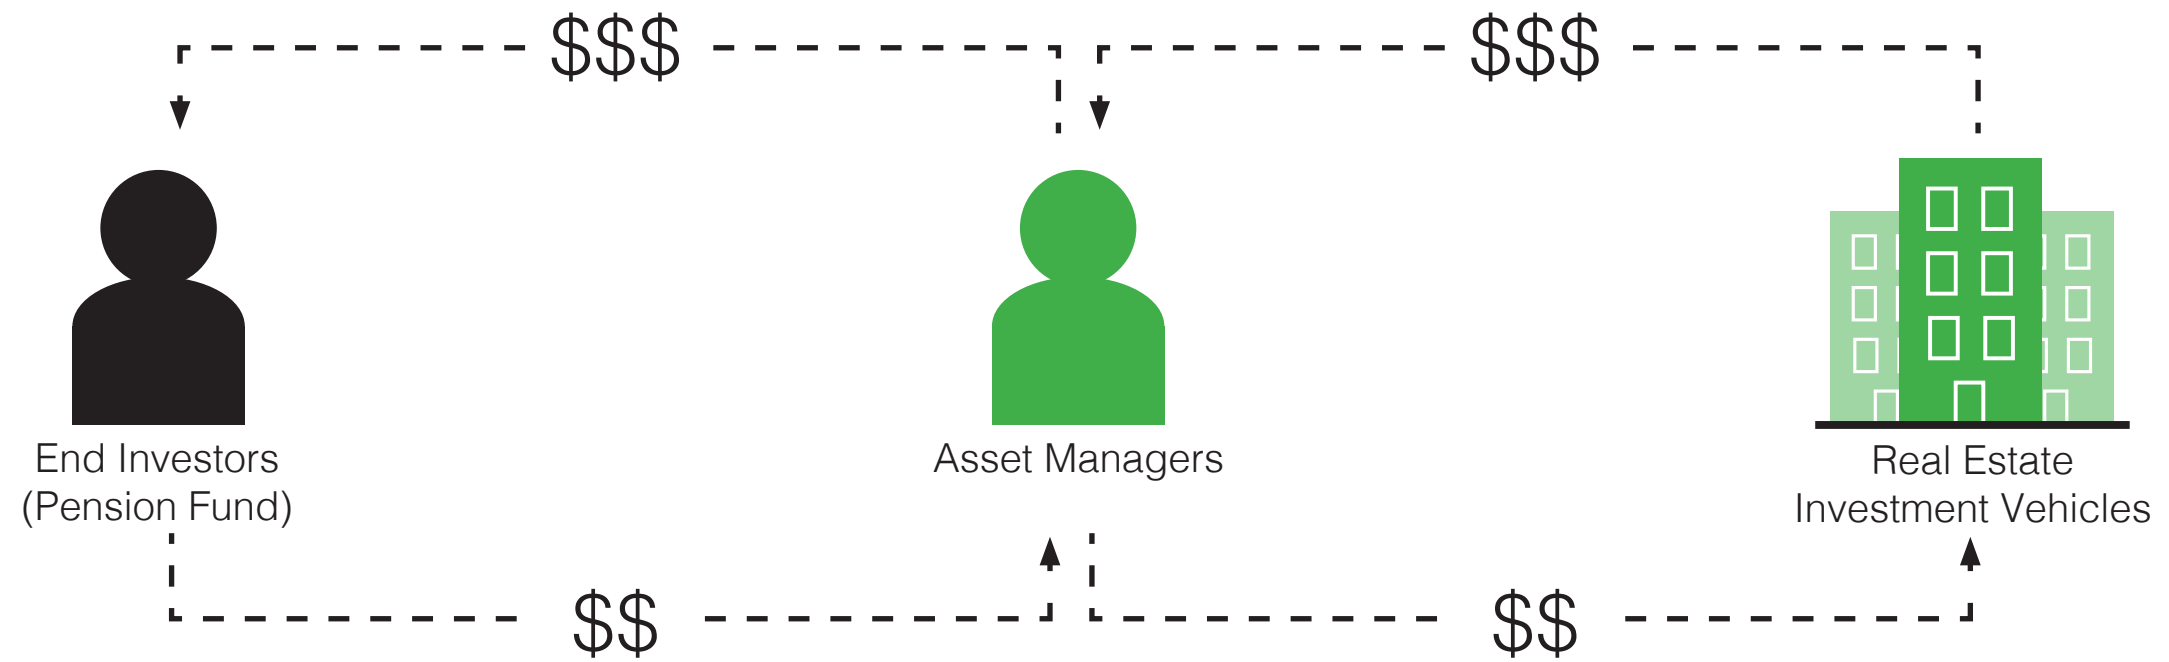 $$$ $$$
End Investors
(Pension Fund)
Asset Managers
Real Estate
Investment Vehicles
$$ $$